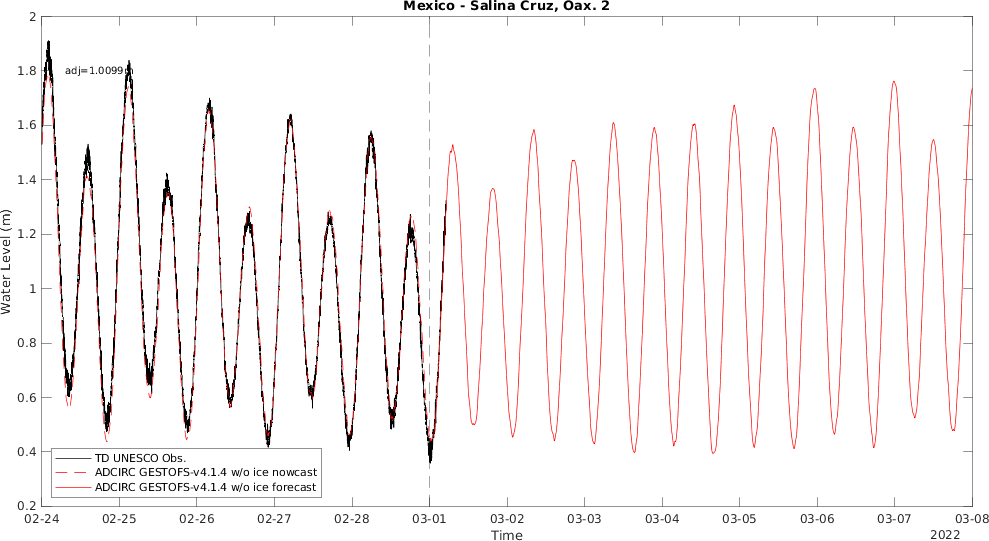 Mexico - Salina Cruz, Oax. 2
2
1.8
1.6
1.4
1.2
1
0.8
0.6
0.4
0.2
Water Level (m)
adj=1.0099m
TD UNESCO Obs.
ADCIRC GESTOFS-v4.1.4 w/o ice nowcast
ADCIRC GESTOFS-v4.1.4 w/o ice forecast
02-24 02-25 02-26 02-27 02-28 03-01 03-02 03-03 03-04 03-05 03-06 03-07 03-08
Time
2022